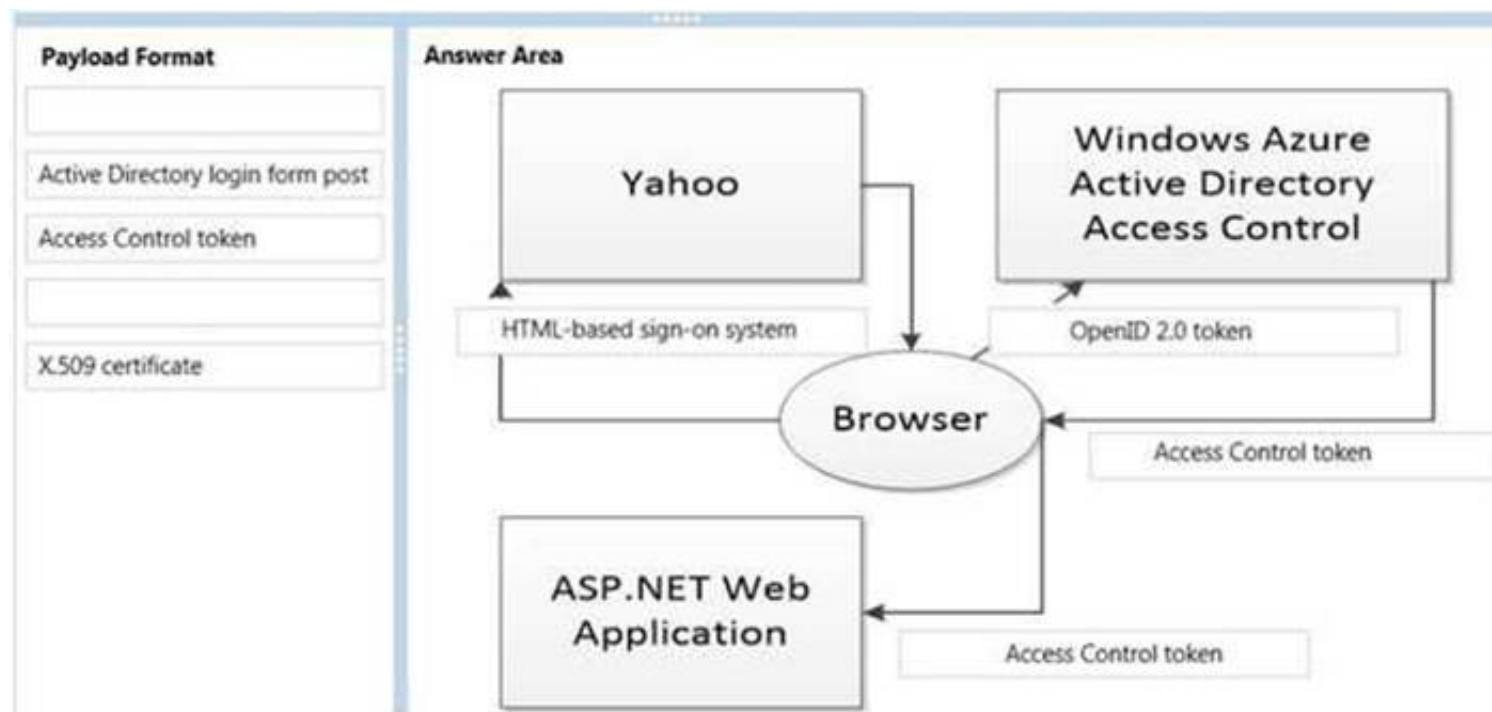 Payload Format
Active Directory login form post
Access Control token
X.509 certificate
Answer Area
Yahoo
Windows Azure
Active Directory
Access Control
HTML-based sign-on system
OpenID 2.0 token
Browser
Access Control token
ASP.NET Web
Application
Access Control token